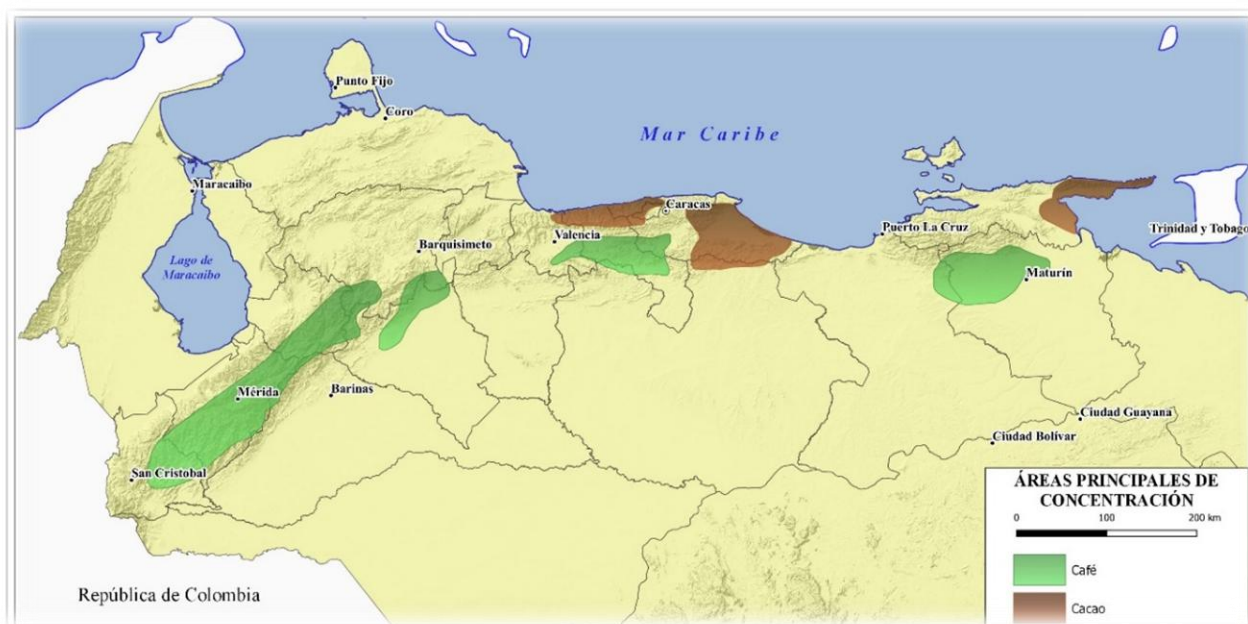 Punto Fijo
Coro
Mar Caribe
Maracaibo
Caracas
Valencia
Puerto La Cruz
Trinidad y Tobago
Barquisimeto
Lago de
Maracaibo
Maturín
Mérida
Barinas
Ciudad Guayana
Ciudad Bolívar
San Cristobal
ÁREAS PRINCIPALES DE
CONCENTRACIÓN
0 100 200 km
Café
Cacao
República de Colombia